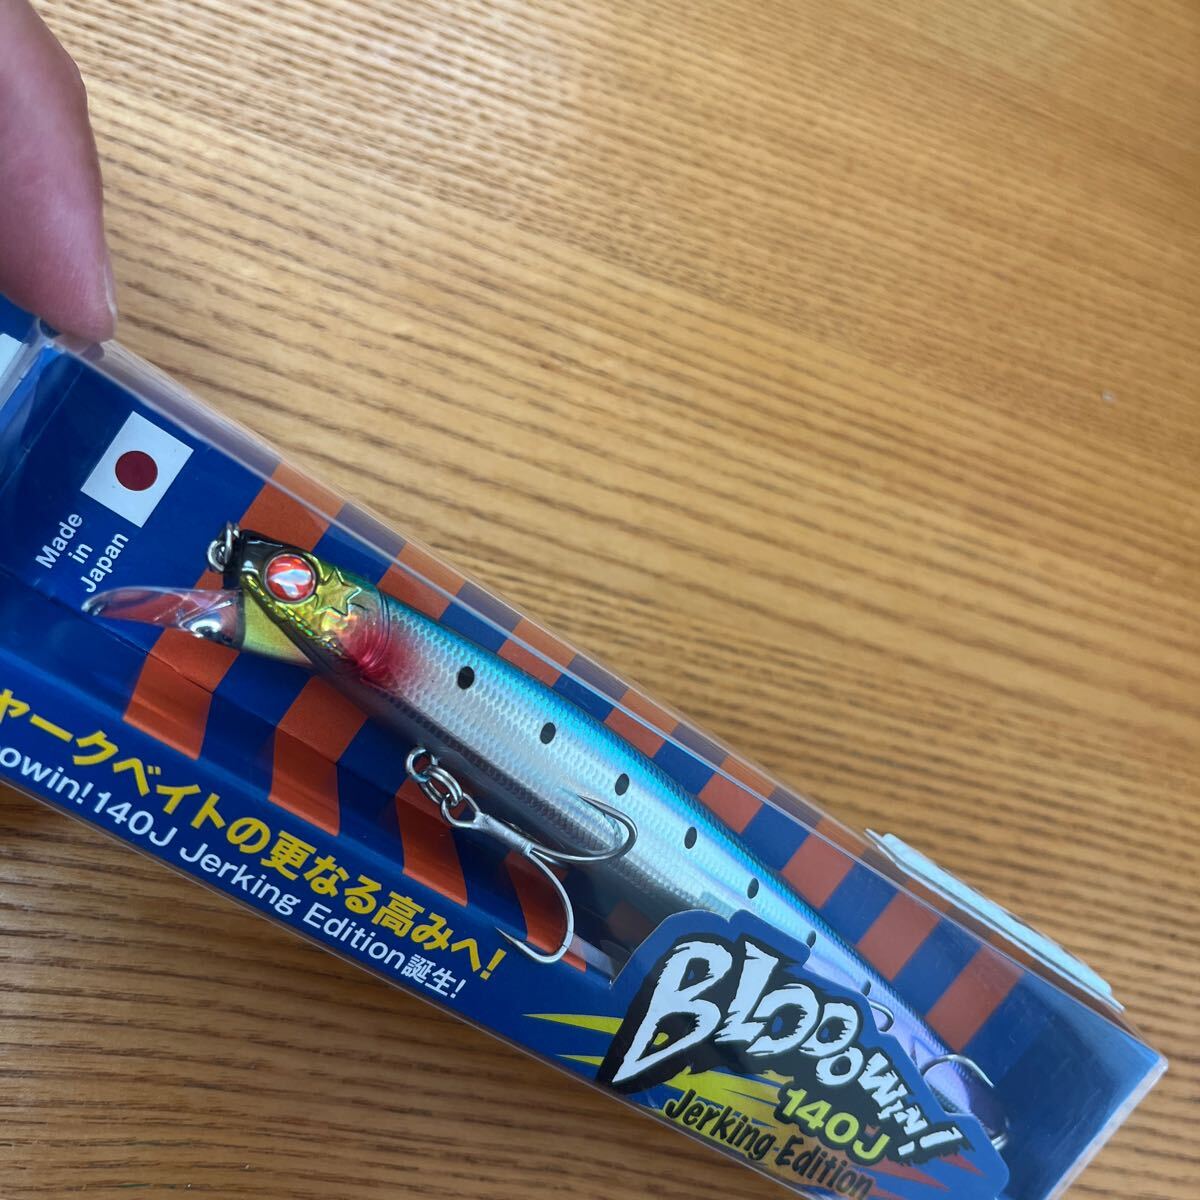 Made
in
Japan
ャークベイトの更なる高みへ!
owin! 140J Jerking Edition誕生!
BLOOOWIN!
140J
Jerking-Edition